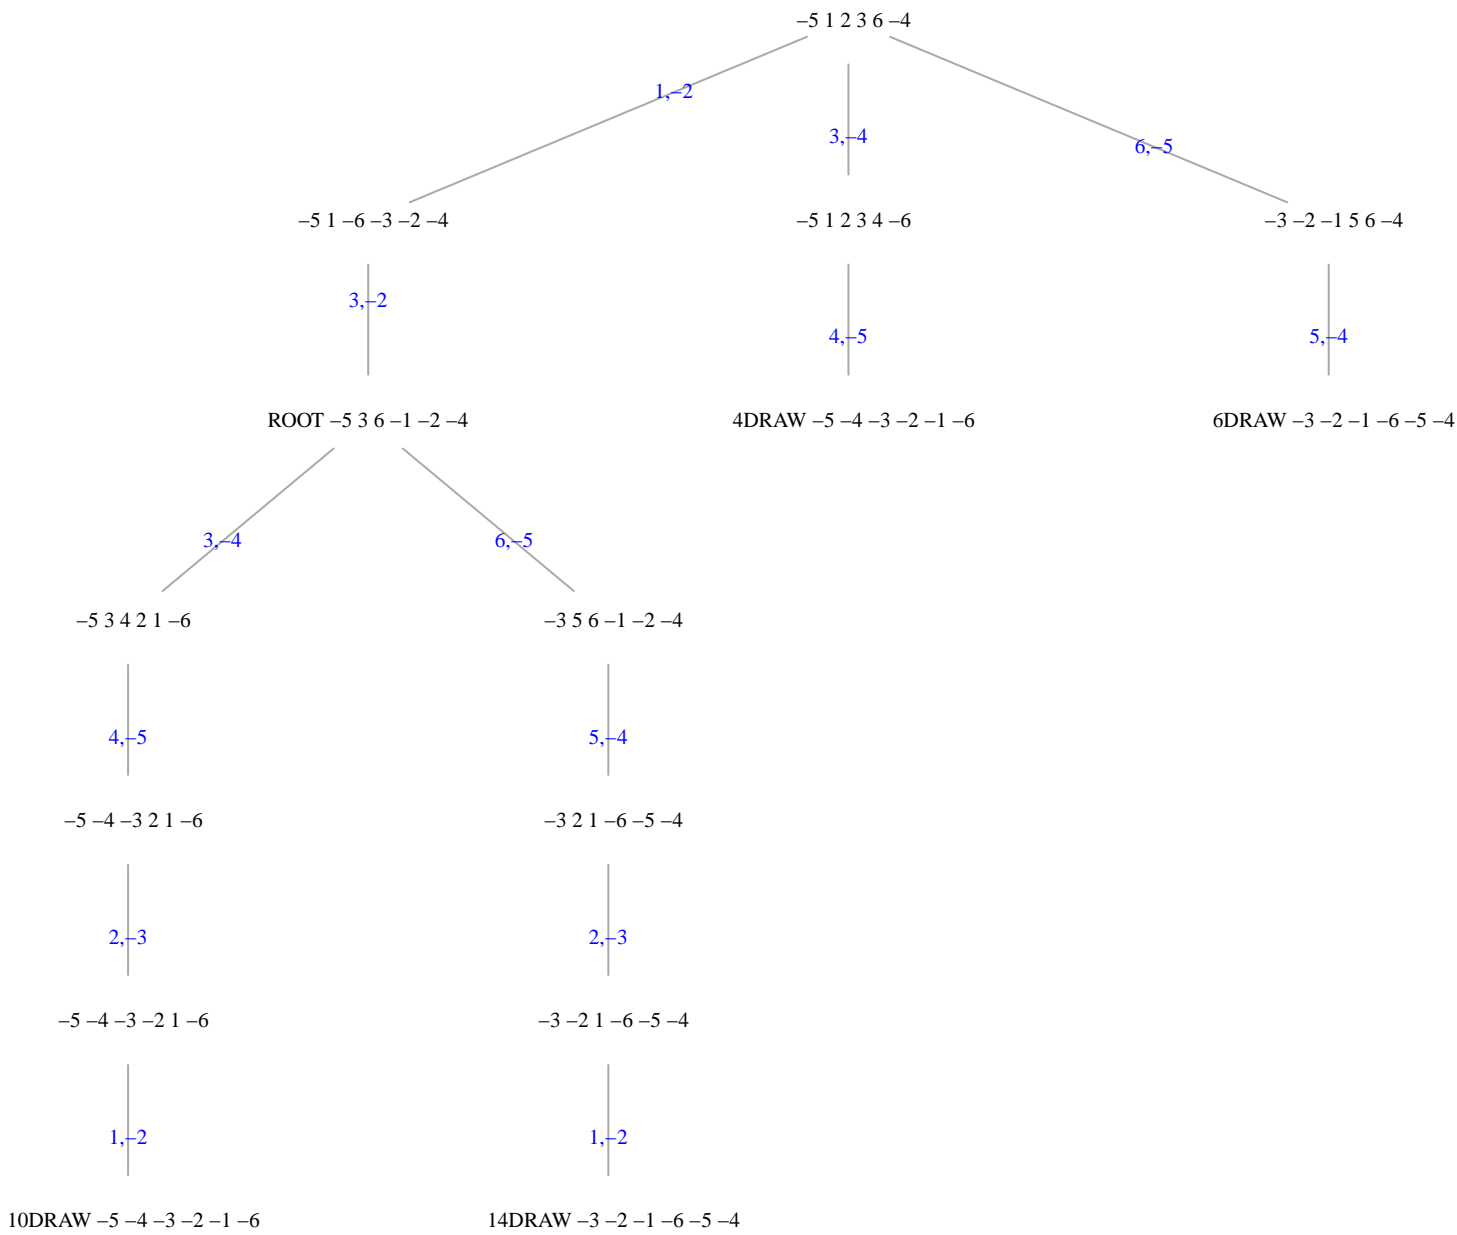 –5 1 2 3 6 –4
1,–2
3,–4
6,–5
–5 1 –6 –3 –2 –4
–5 1 2 3 4 –6
–3 –2 –1 5 6 –4
3,–2
4,–5
5,–4
ROOT –5 3 6 –1 –2 –4
4DRAW –5 –4 –3 –2 –1 –6
6DRAW –3 –2 –1 –6 –5 –4
3,–4
6,–5
–5 3 4 2 1 –6
–3 5 6 –1 –2 –4
4,–5
5,–4
–5 –4 –3 2 1 –6
–3 2 1 –6 –5 –4
2,–3
2,–3
–5 –4 –3 –2 1 –6
–3 –2 1 –6 –5 –4
1,–2
1,–2
10DRAW –5 –4 –3 –2 –1 –6
14DRAW –3 –2 –1 –6 –5 –4